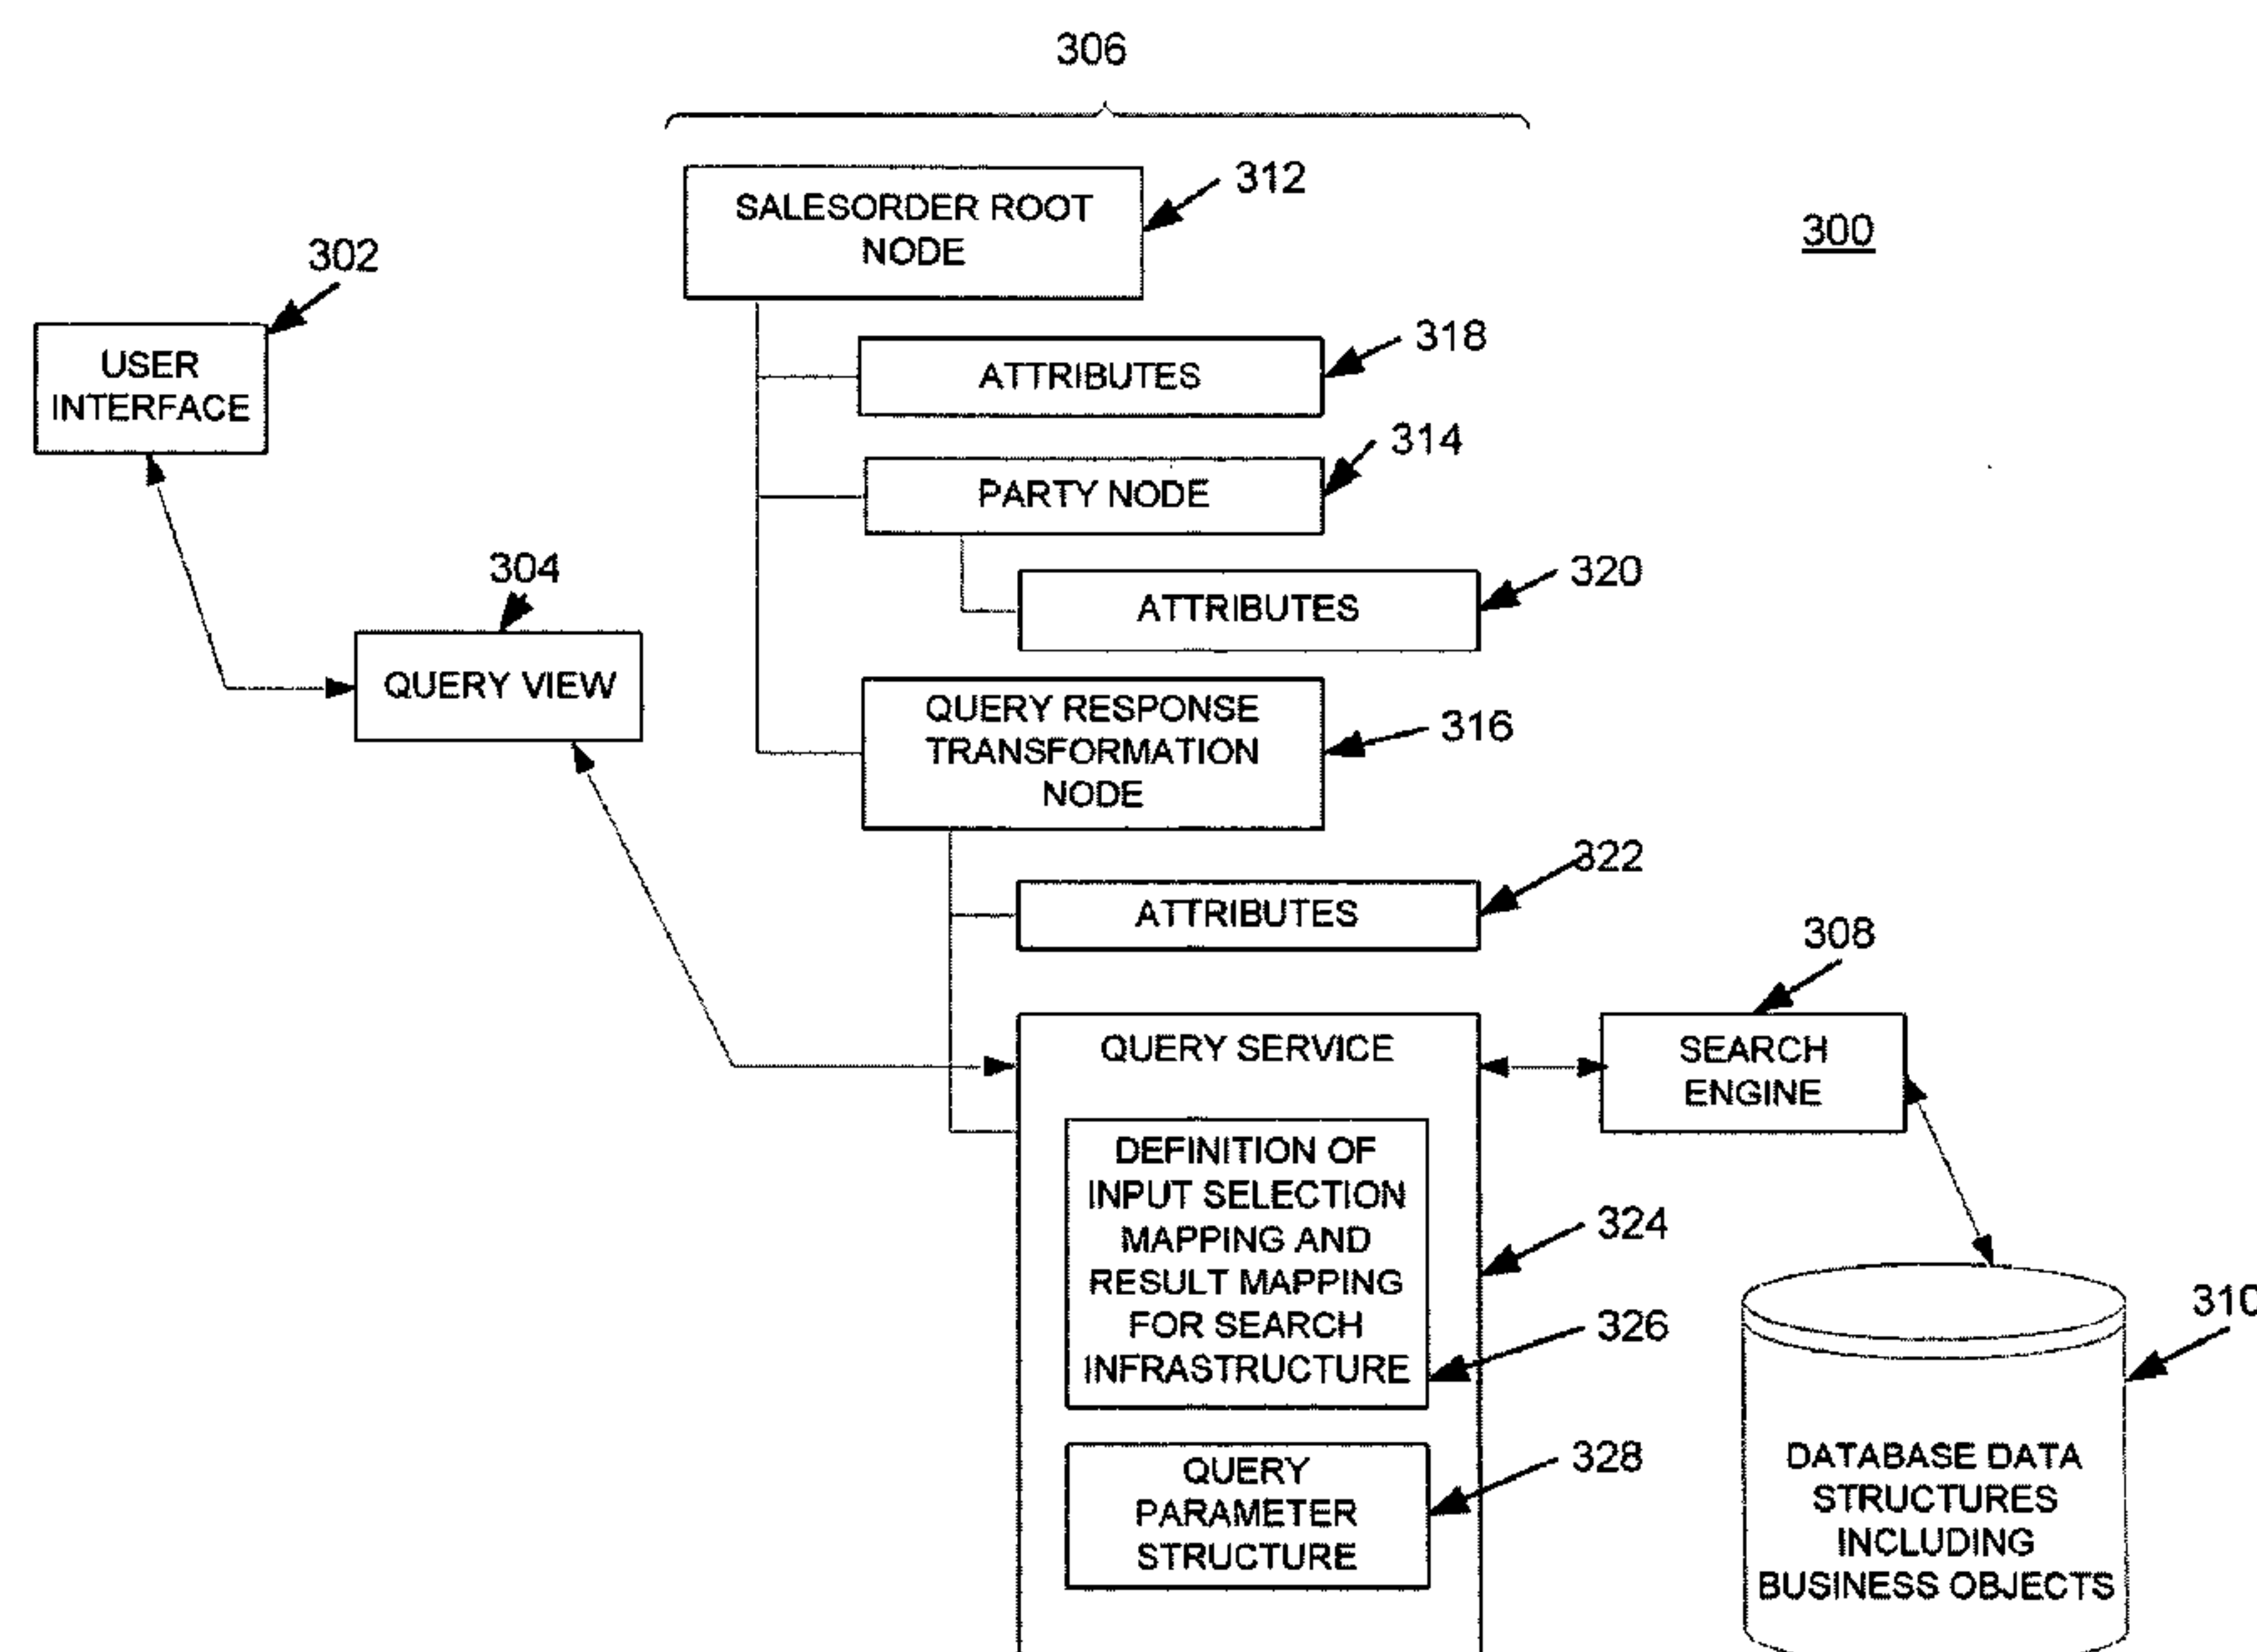 306
SALESORDER ROOT
NODE
312
300
302
USER
INTERFACE
ATTRIBUTES
318
PARTY NODE
314
304
QUERY VIEW
ATTRIBUTES
320
QUERY RESPONSE
TRANSFORMATION
NODE
316
ATTRIBUTES
322
308
QUERY SERVICE
SEARCH
ENGINE
DEFINITION OF
INPUT SELECTION
MAPPING AND
RESULT MAPPING
FOR SEARCH
INFRASTRUCTURE
324
326
310
QUERY
PARAMETER
STRUCTURE
328
DATABASE DATA
STRUCTURES
INCLUDING
BUSINESS OBJECTS